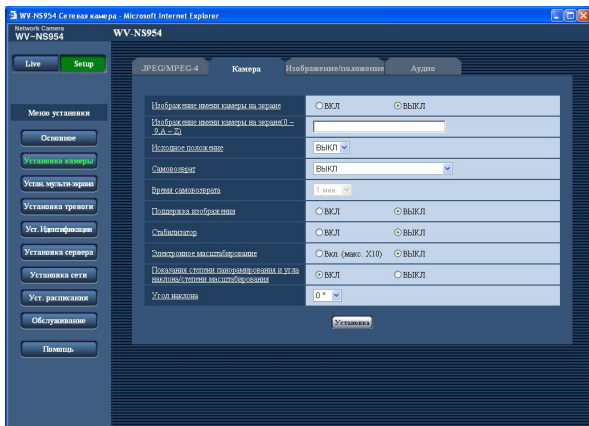 WV-NS954 Сетевая камера - Microsoft Internet Explorer
Network Camera
WV-NS954
WV-NS954
Live
Setup
JPEG/MPEG-4
Камера
Изображение/положение
Аудио
Меню установки
Основное
Установка камеры
Устан. мульти-экрана
Установка тревоги
Уст. Идентификации
Установка сервера
Установка сети
Уст. расписания
Обслуживание
Помощь
Изображение имени камеры на экране
ВКЛ
ВЫКЛ
Изображение имени камеры на экране(0 –
9,A – Z)
Исходное положение
ВЫКЛ
Самовозврат
ВЫКЛ
Время самовозврата
1 мин
Поддержка изображения
ВКЛ
ВЫКЛ
Стабилизатор
ВКЛ
ВЫКЛ
Электронное масштабирование
Вкл. (макс. X10)
ВЫКЛ
Показания степени панорамирования и угла
наклона/степени масштабирования
ВКЛ
ВЫКЛ
Угол наклона
0 °
Установка